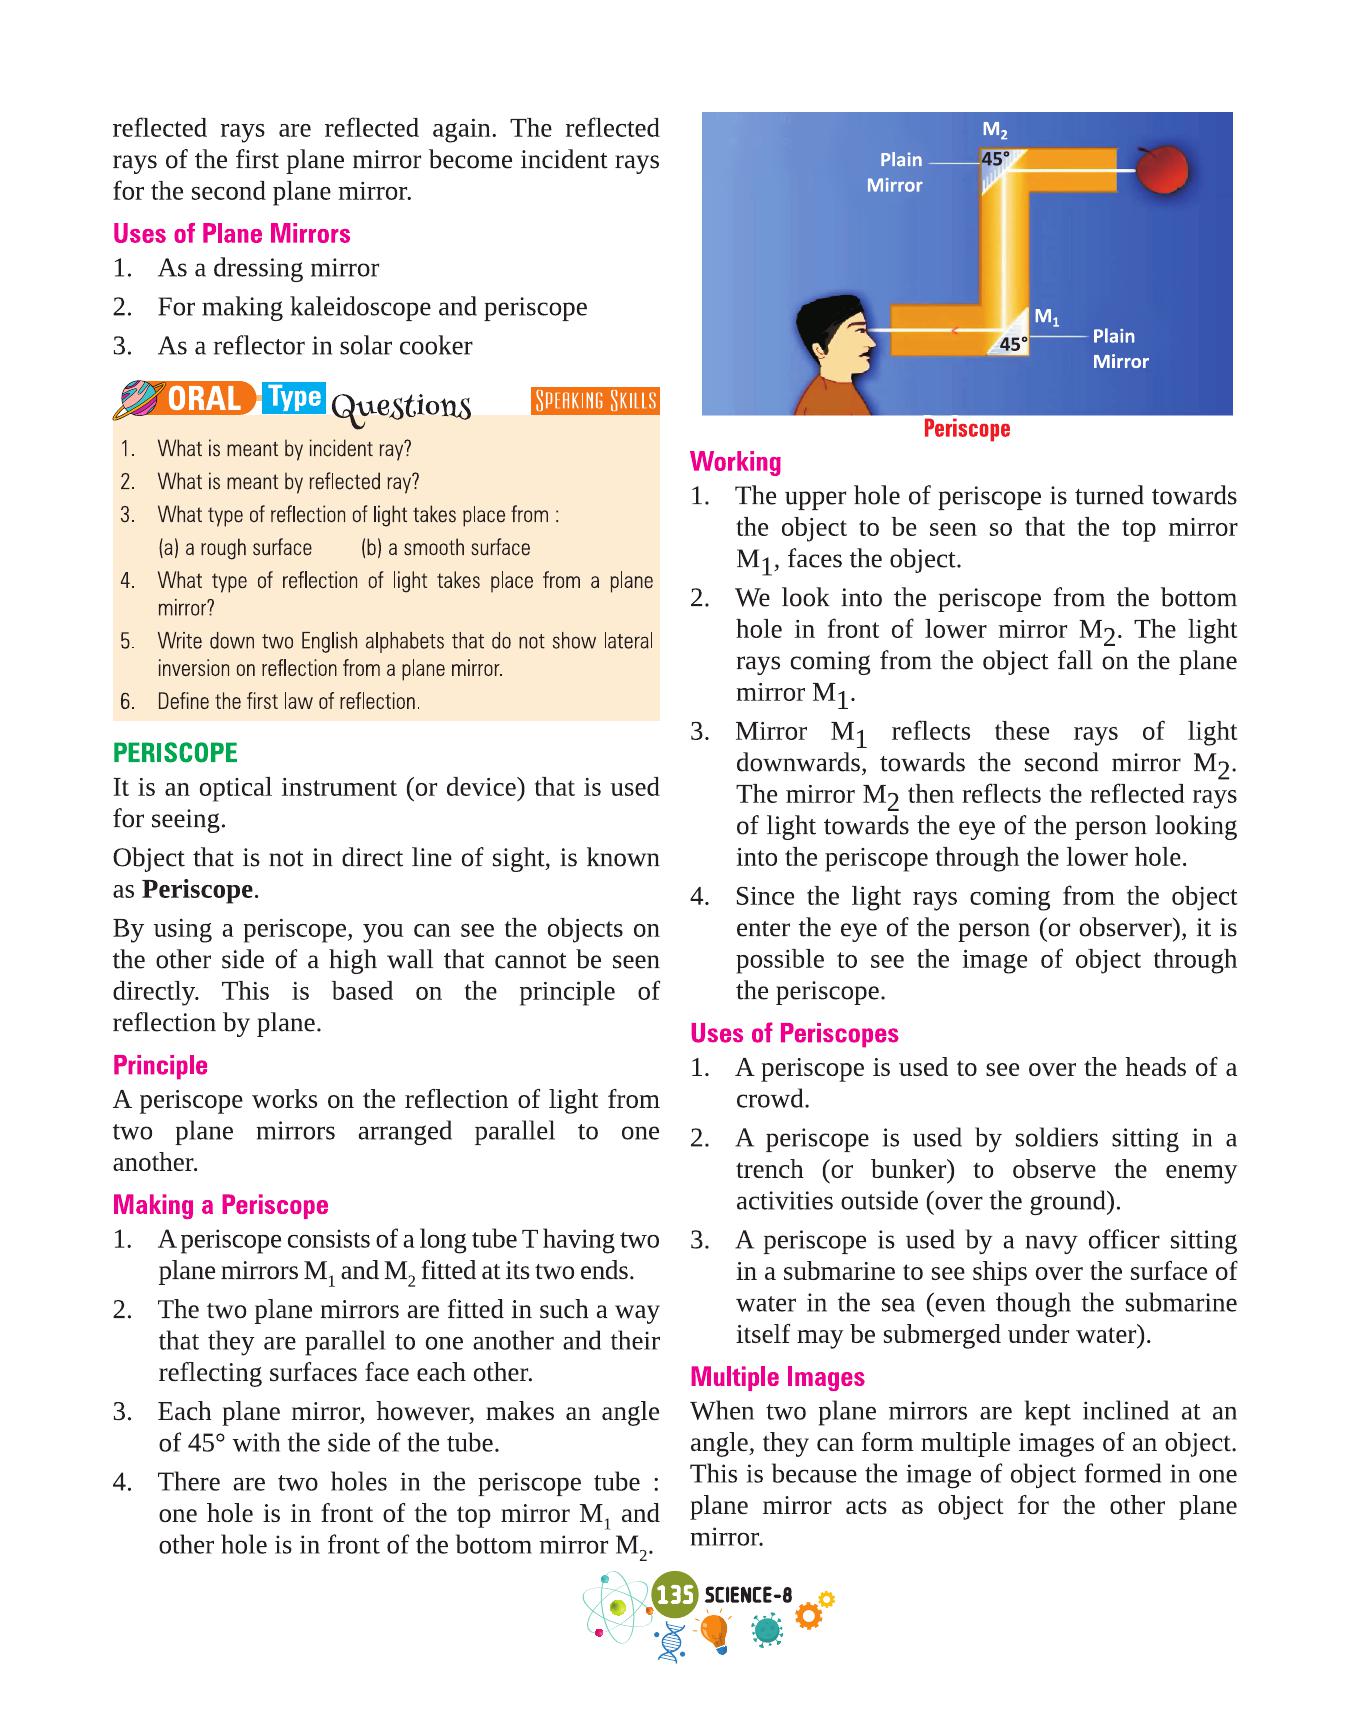 reflected rays are reflected again. The reflected
rays of the first plane mirror become incident rays
for the second plane mirror.
Uses of Plane Mirrors
1. As a dressing mirror
2. For making kaleidoscope and periscope
3. As a reflector in solar cooker
ORAL Type Questions SPEAKING SKILLS
1. What is meant by incident ray?
2. What is meant by reflected ray?
3. What type of reflection of light takes place from :
(a) a rough surface (b) a smooth surface
4. What type of reflection of light takes place from a plane
mirror?
5. Write down two English alphabets that do not show lateral
inversion on reflection from a plane mirror.
6. Define the first law of reflection.
PERISCOPE
It is an optical instrument (or device) that is used
for seeing.
Object that is not in direct line of sight, is known
as Periscope.
By using a periscope, you can see the objects on
the other side of a high wall that cannot be seen
directly. This is based on the principle of
reflection by plane.
Principle
A periscope works on the reflection of light from
two plane mirrors arranged parallel to one
another.
Making a Periscope
1. A periscope consists of a long tube T having two
plane mirrors M1 and M2 fitted at its two ends.
2. The two plane mirrors are fitted in such a way
that they are parallel to one another and their
reflecting surfaces face each other.
3. Each plane mirror, however, makes an angle
of 45° with the side of the tube.
4. There are two holes in the periscope tube :
one hole is in front of the top mirror M1 and
other hole is in front of the bottom mirror M2.
M2
Plain
Mirror
45°
M1
45°
Plain
Mirror
Periscope
Working
1. The upper hole of periscope is turned towards
the object to be seen so that the top mirror
M1, faces the object.
2. We look into the periscope from the bottom
hole in front of lower mirror M2. The light
rays coming from the object fall on the plane
mirror M1.
3. Mirror M1 reflects these rays of light
downwards, towards the second mirror M2.
The mirror M2 then reflects the reflected rays
of light towards the eye of the person looking
into the periscope through the lower hole.
4. Since the light rays coming from the object
enter the eye of the person (or observer), it is
possible to see the image of object through
the periscope.
Uses of Periscopes
1. A periscope is used to see over the heads of a
crowd.
2. A periscope is used by soldiers sitting in a
trench (or bunker) to observe the enemy
activities outside (over the ground).
3. A periscope is used by a navy officer sitting
in a submarine to see ships over the surface of
water in the sea (even though the submarine
itself may be submerged under water).
Multiple Images
When two plane mirrors are kept inclined at an
angle, they can form multiple images of an object.
This is because the image of object formed in one
plane mirror acts as object for the other plane
mirror.
135 SCIENCE-8